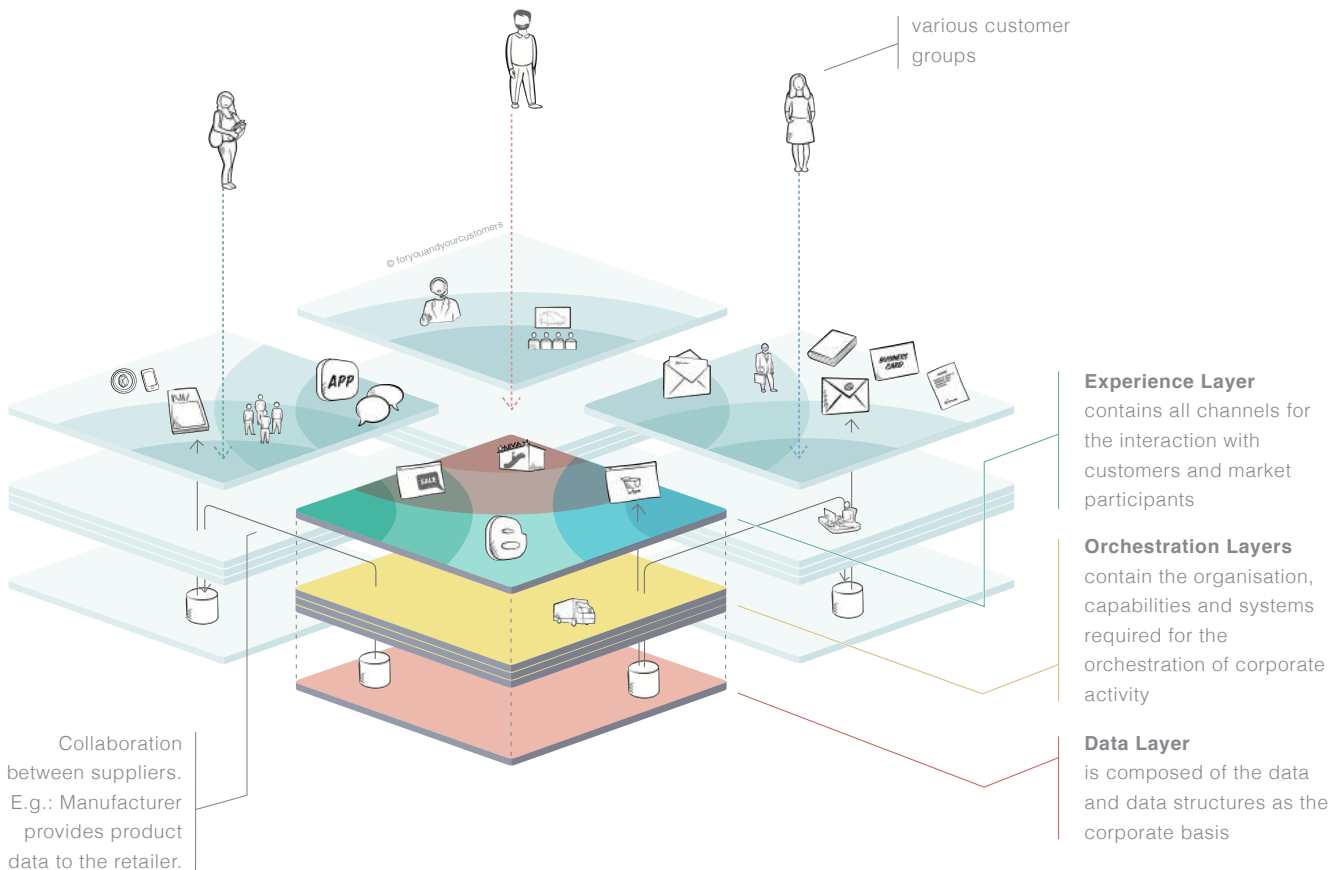 various customer
groups
© foryouandyourcustomers
APP
BUSINESS
CARD
SALE
Experience Layer
contains all channels for
the interaction with
customers and market
participants
Orchestration Layers
contain the organisation,
capabilities and systems
required for the
orchestration of corporate
activity
Data Layer
is composed of the data
and data structures as the
corporate basis
Collaboration
between suppliers.
E.g.: Manufacturer
provides product
data to the retailer.